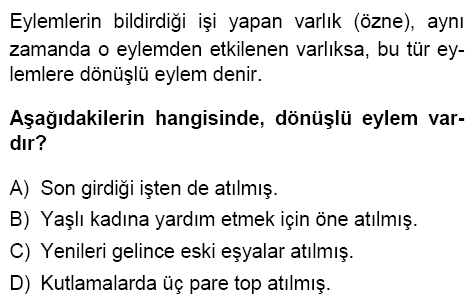 Eylemlerin bildirdiği işi yapan varlık (özne), aynı
zamanda o eylemden etkilenen varlıksa, bu tür ey-
lemlere dönüşlü eylem denir.
Aşağıdakilerin hangisinde, dönüşlü eylem var-
dır?
A) Son girdiği işten de atılmış.
B) Yaşlı kadına yardım etmek için öne atılmış.
C) Yenileri gelince eski eşyalar atılmış.
D) Kutlamalarda üç pare top atılmış.